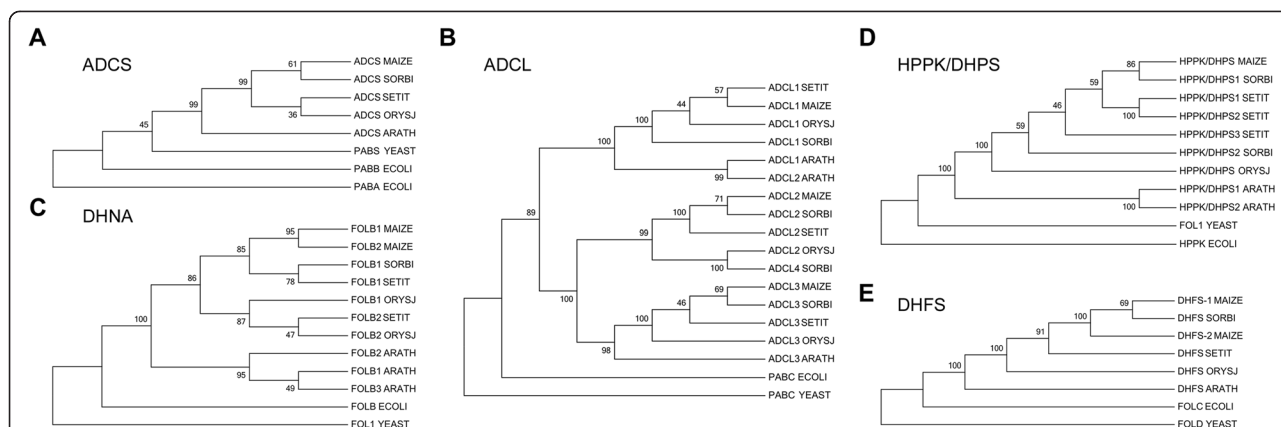 A
ADCS
61
99
99
36
45
ADCS MAIZE
ADCS SORBI
ADCS SETIT
ADCS ORYSJ
ADCS ARATH
PABS YEAST
PABB ECOLI
PABA ECOLI
C
DHNA
95
85
86
78
87
47
100
95
49
FOLB1 MAIZE
FOLB2 MAIZE
FOLB1 SORBI
FOLB1 SETIT
FOLB1 ORYSJ
FOLB2 SETIT
FOLB2 ORYSJ
FOLB2 ARATH
FOLB1 ARATH
FOLB3 ARATH
FOLB ECOLI
FOL1 YEAST
B
ADCL
57
44
100
100
99
89
71
100
99
100
100
69
46
100
98
ADCL1 SETIT
ADCL1 MAIZE
ADCL1 ORYSJ
ADCL1 SORBI
ADCL1 ARATH
ADCL2 ARATH
ADCL2 MAIZE
ADCL2 SORBI
ADCL2 SETIT
ADCL2 ORYSJ
ADCL4 SORBI
ADCL3 MAIZE
ADCL3 SORBI
ADCL3 SETIT
ADCL3 ORYSJ
ADCL3 ARATH
PABC ECOLI
PABC YEAST
D
HPPK/DHPS
86
59
46
100
59
100
100
100
HPPK/DHPS MAIZE
HPPK/DHPS1 SORBI
HPPK/DHPS1 SETIT
HPPK/DHPS2 SETIT
HPPK/DHPS3 SETIT
HPPK/DHPS2 SORBI
HPPK/DHPS ORYSJ
HPPK/DHPS1 ARATH
HPPK/DHPS2 ARATH
FOL1 YEAST
HPPK ECOLI
E
DHFS
69
100
91
100
100
DHFS-1 MAIZE
DHFS SORBI
DHFS-2 MAIZE
DHFS SETIT
DHFS ORYSJ
DHFS ARATH
FOLC ECOLI
FOLD YEAST